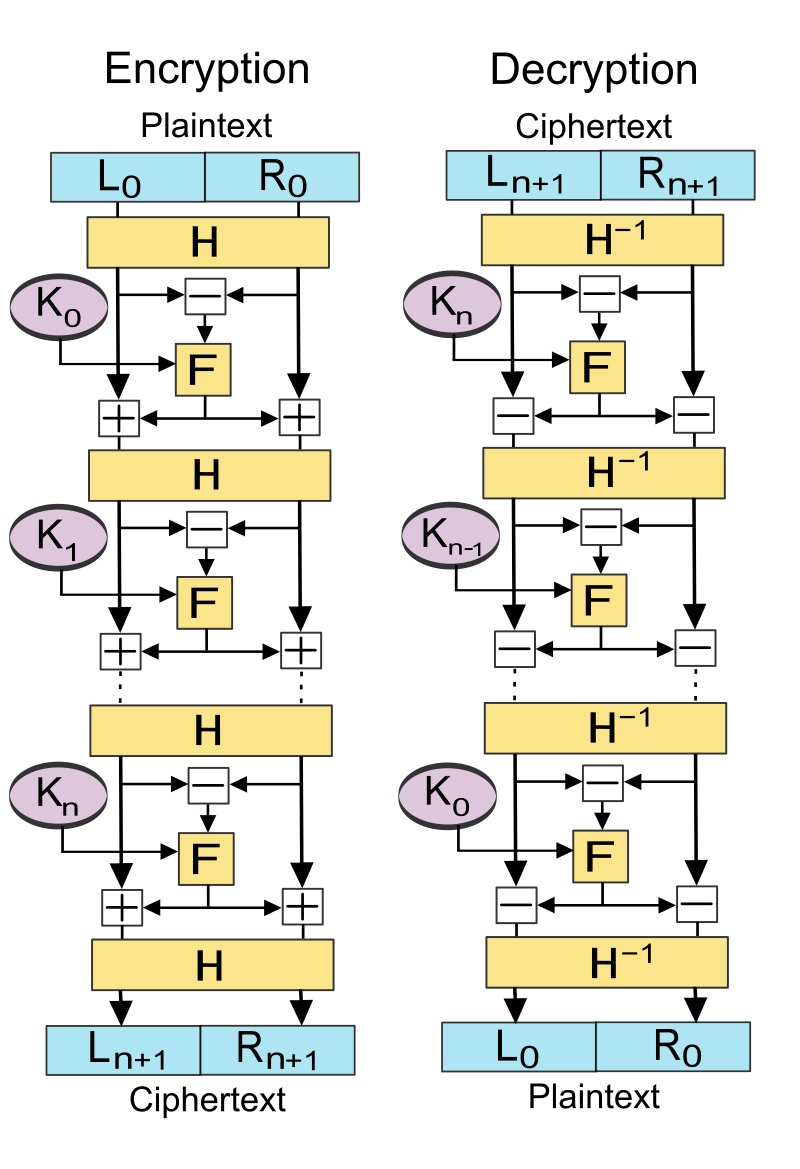 Encryption
Plaintext
L0 R0
H
−
K0
F
+ +
H
−
K1
F
+ +
H
−
Kn
F
+ +
H
Ln+1 Rn+1
Ciphertext
Decryption
Ciphertext
Ln+1 Rn+1
H−1
−
Kn
F
− −
H−1
−
Kn-1
F
− −
H−1
−
K0
F
− −
H−1
L0 R0
Plaintext